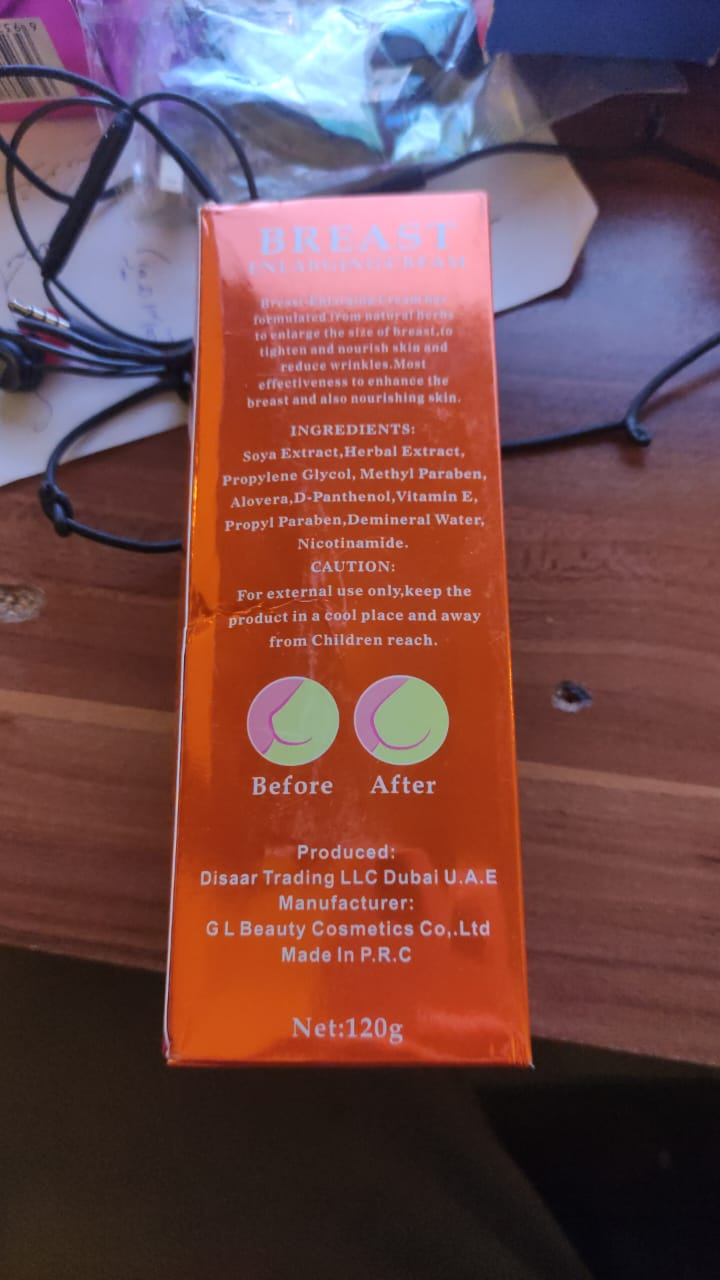 BREAST
ENLARGING CREAM
Breast Enlarging Cream
formulated from natural herbs
to enlarge the size of breast,to
tighten and nourish skin and
reduce wrinkles.Most
effectiveness to enhance the
breast and also nourishing skin.
INGREDIENTS:
Soya Extract,Herbal Extract,
Propylene Glycol, Methyl Paraben,
Alovera,D-Panthenol,Vitamin E,
Propyl Paraben,Demineral Water,
Nicotinamide.
CAUTION:
For external use only,keep the
product in a cool place and away
from Children reach.
Before After
Produced:
Disaar Trading LLC Dubai U.A.E
Manufacturer:
G L Beauty Cosmetics Co,.Ltd
Made In P.R.C
Net:120g